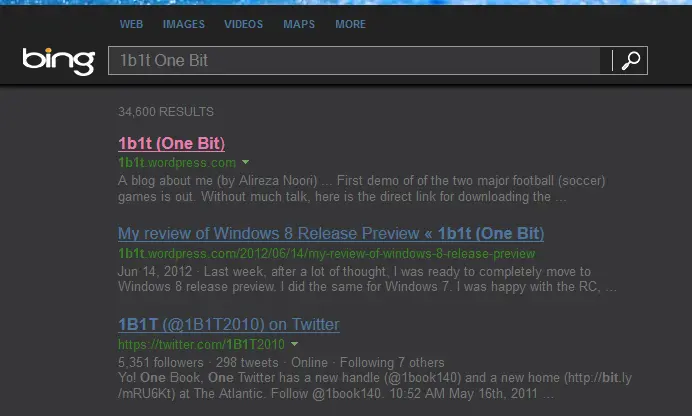 WEB IMAGES VIDEOS MAPS MORE
bing
1b1t One Bit
34,600 RESULTS
1b1t (One Bit)
1b1t.wordpress.com
A blog about me (by Alireza Noori) ... First demo of of the two major football (soccer)
games is out. Without much talk, here is the direct link for downloading the ...
My review of Windows 8 Release Preview « 1b1t (One Bit)
1b1t.wordpress.com/2012/06/14/my-review-of-windows-8-release-preview
Jun 14, 2012 · Last week, after a lot of thought, I was ready to completely move to
Windows 8 release preview. I did the same for Windows 7. I was happy with the RC, ...
1B1T (@1B1T2010) on Twitter
https://twitter.com/1B1T2010
5,351 followers · 298 tweets · Online · Following 7 others
Yo! One Book, One Twitter has a new handle (@1book140) and a new home (http://bit.ly
/mRU6Kt) at The Atlantic. Follow @1book140. 10:52 AM May 16th, 2011 ...